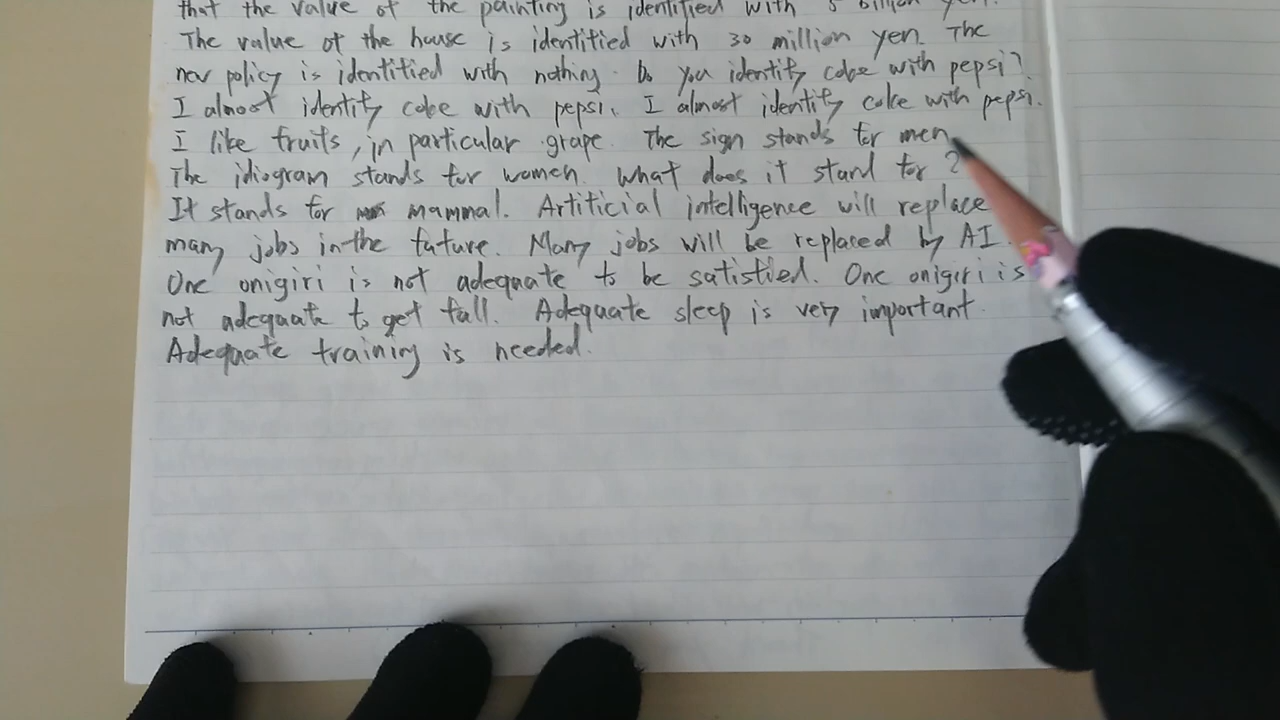 that the value of the painting is identified with 5 billion yen.
The value of the house is identified with 30 million yen. The
new policy is identified with nothing. Do you identify coke with pepsi?
I almost identify coke with pepsi. I almost identify coke with pepsi.
I like fruits, in particular grape. The sign stands for men.
The idiogram stands for women. What does it stand for?
It stands for mammal. Artificial intelligence will replace
many jobs in the future. Many jobs will be replaced by AI.
One onigiri is not adequate to be satisfied. One onigiri is
not adequate to get full. Adequate sleep is very important.
Adequate training is needed.